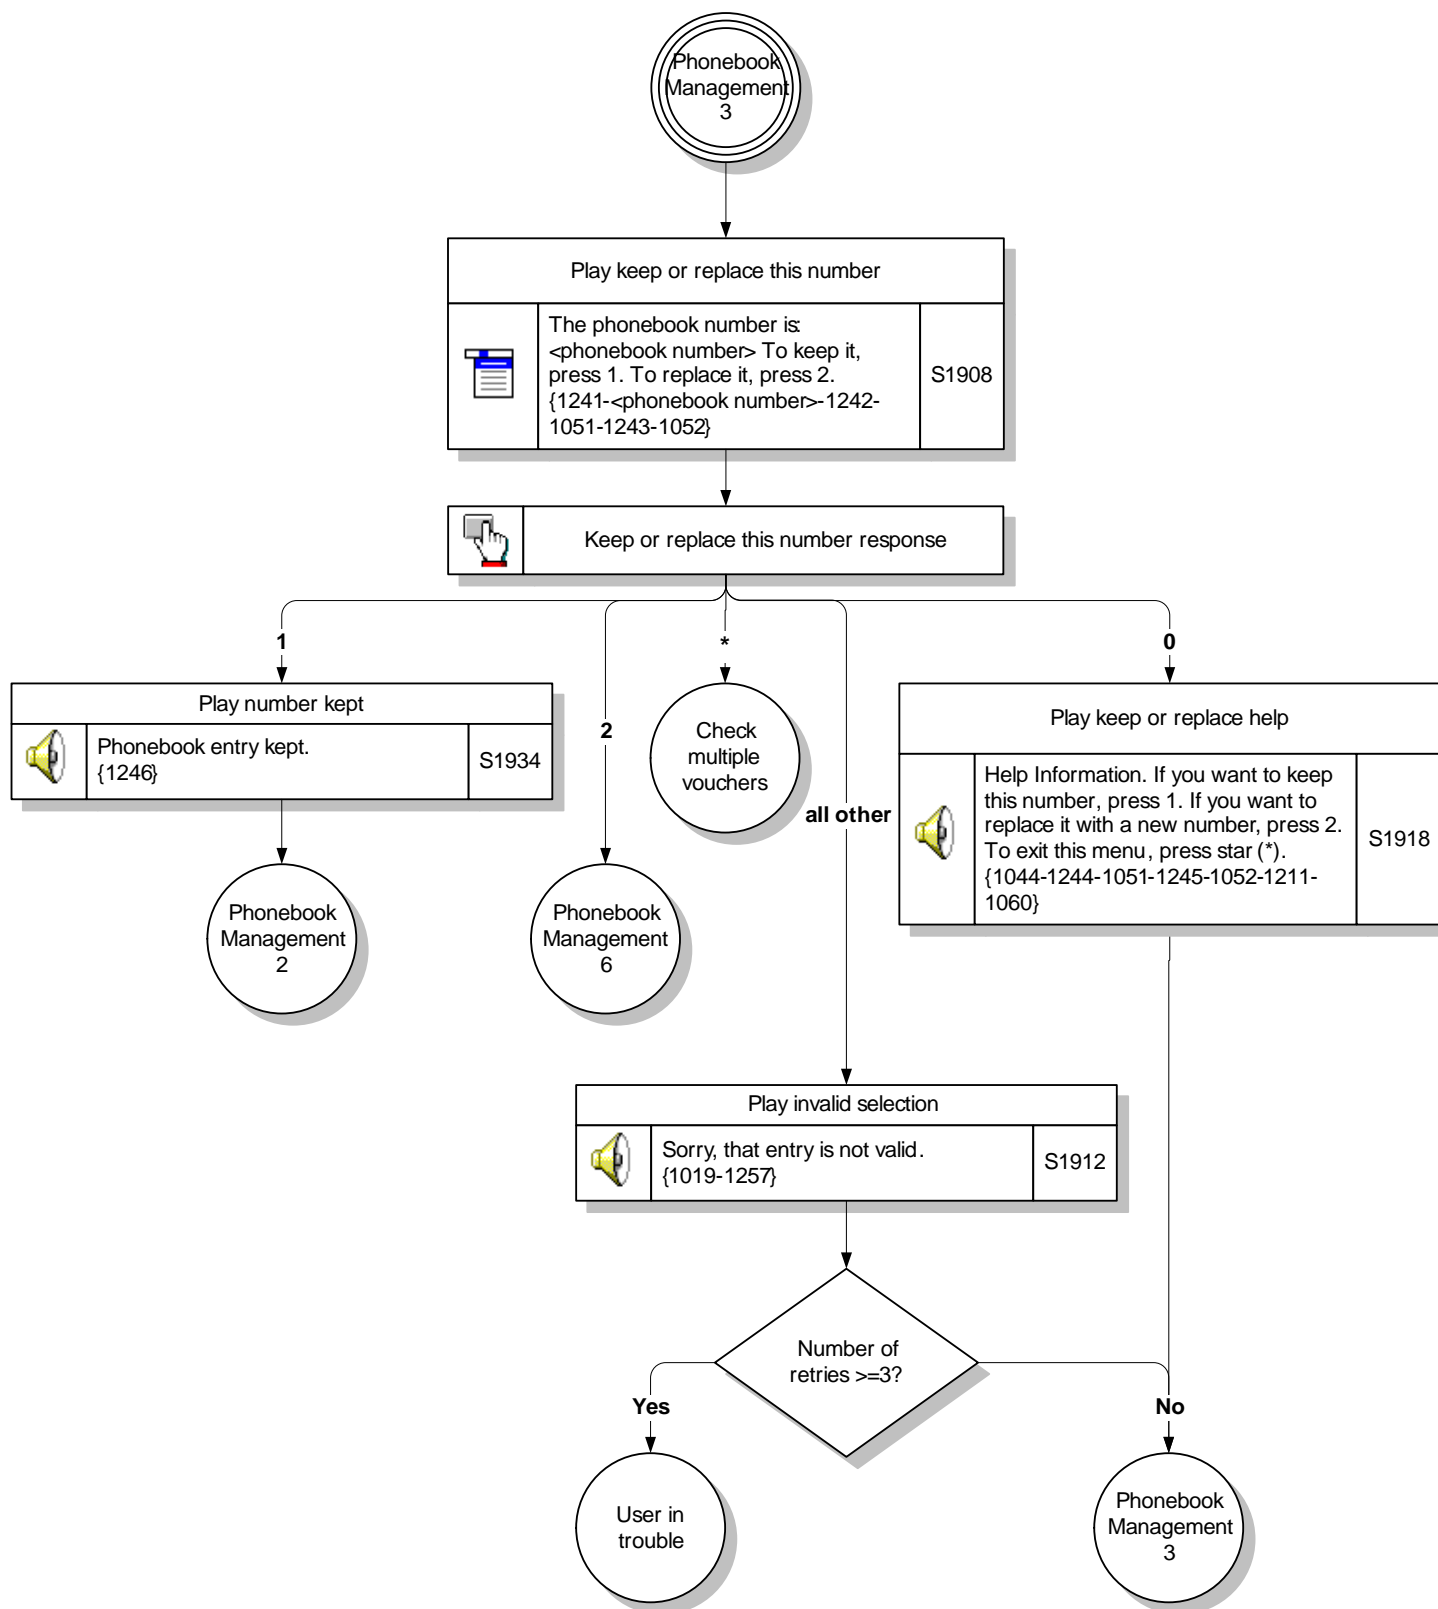 Phonebook
Management
3
Play keep or replace this number
The phonebook number is:
<phonebook number> To keep it,
press 1. To replace it, press 2.
{1241-<phonebook number>-1242-
1051-1243-1052}
S1908
Keep or replace this number response
1
2
*
all other
0
Play number kept
Phonebook entry kept.
{1246}
S1934
Check
multiple
vouchers
Play keep or replace help
Help Information. If you want to keep
this number, press 1. If you want to
replace it with a new number, press 2.
To exit this menu, press star (*).
{1044-1244-1051-1245-1052-1211-
1060}
S1918
Phonebook
Management
2
Phonebook
Management
6
Play invalid selection
Sorry, that entry is not valid.
{1019-1257}
S1912
Number of
retries >=3?
Yes
No
User in
trouble
Phonebook
Management
3